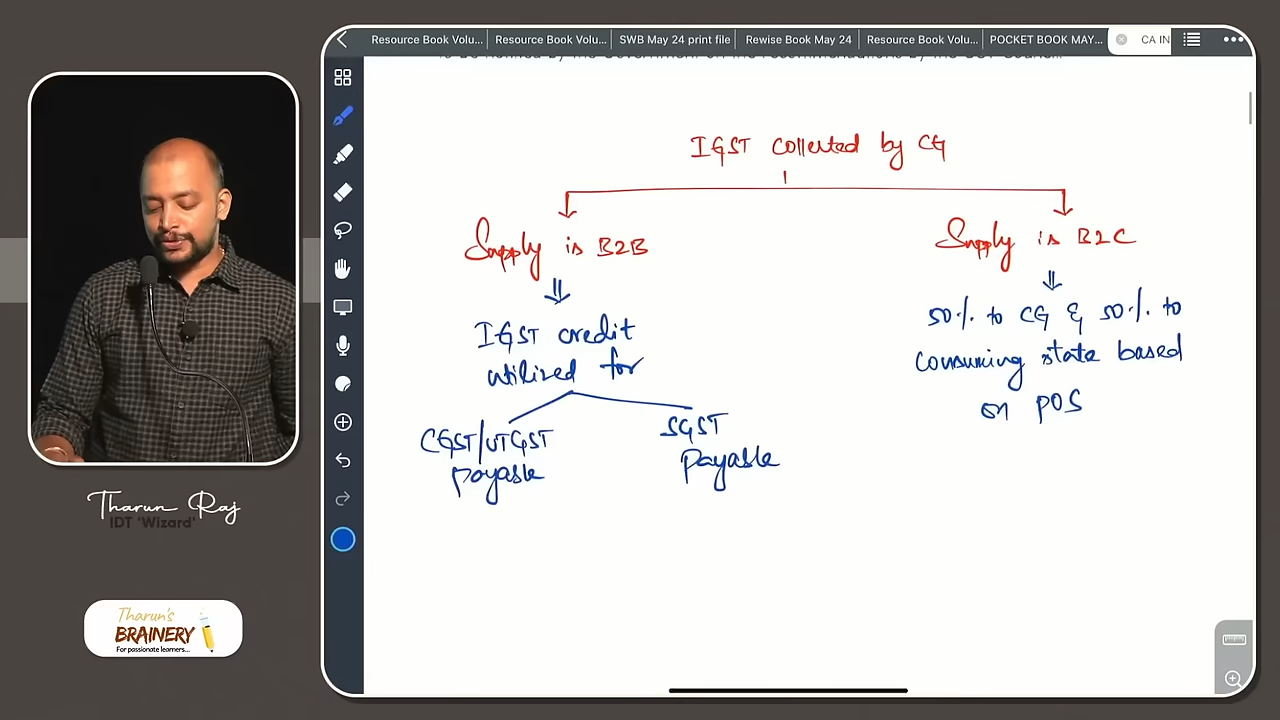 Resource Book Volu... Resource Book Volu... SWB May 24 print file Rewise Book May 24 Resource Book Volu... POCKET BOOK MAY... CA IN
IGST collected by CG
Supply is B2B
IGST credit
utilized for
CGST/UTGST
payable
SGST
payable
Supply is B2C
50% to CG & 50% to
consuming state based
on POS
Tharun Raj
IDT 'Wizard'
Tharun's
BRAINERY
For passionate learners...